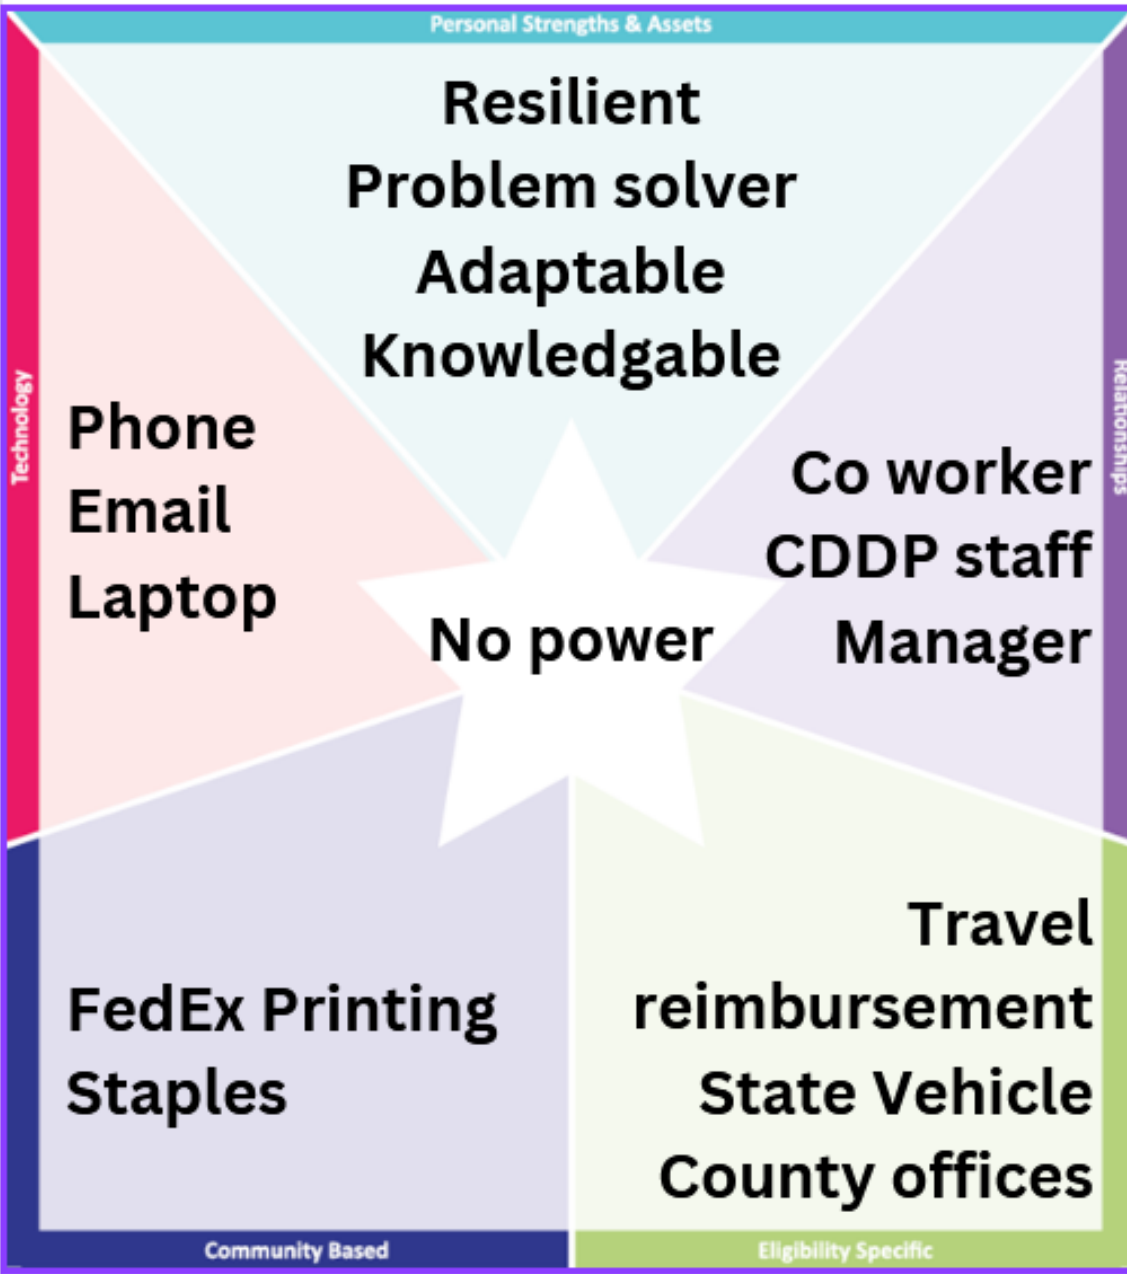 Personal Strengths & Assets
Resilient
Problem solver
Adaptable
Knowledgable
Technology
Phone
Email
Laptop
Relationships
Co worker
CDDP staff
Manager
No power
FedEx Printing
Staples
Community Based
Travel
reimbursement
State Vehicle
County offices
Eligibility Specific